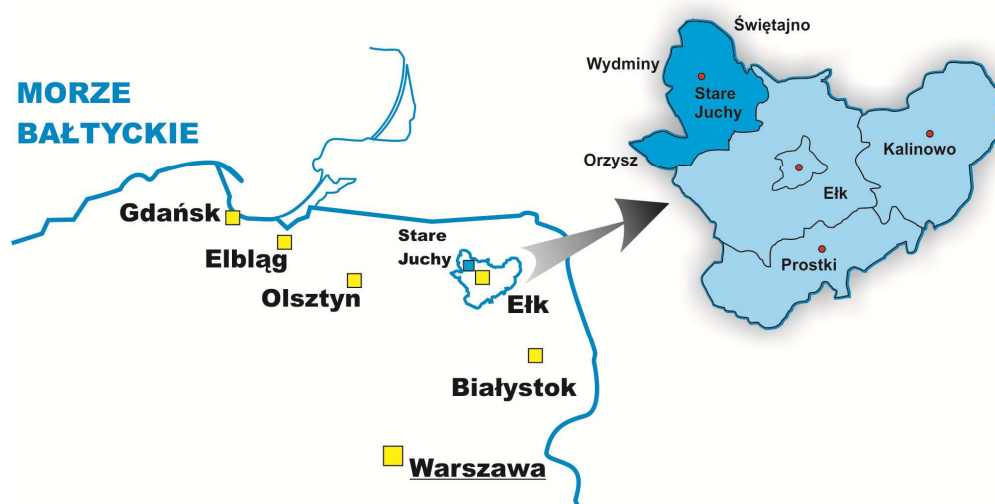 MORZE
BAŁTYCKIE
Gdańsk
Elbląg
Olsztyn
Stare
Juchy
Ełk
Białystok
Warszawa
Świętajno
Wydminy
Stare
Juchy
Orzysz
Kalinowo
Ełk
Prostki